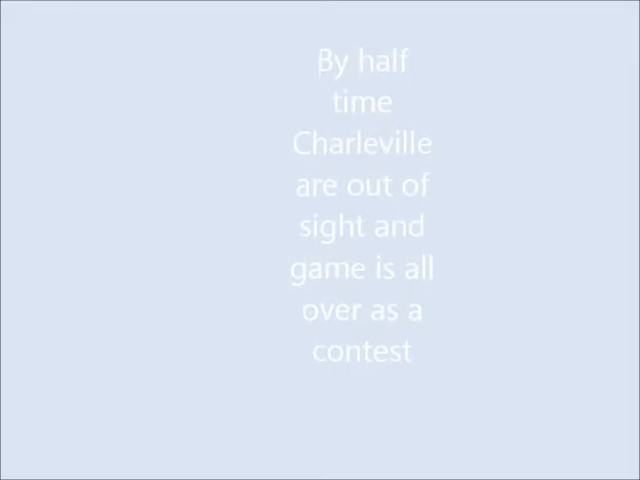 By half
time
Charleville
are out of
sight and
game is all
over as a
contest